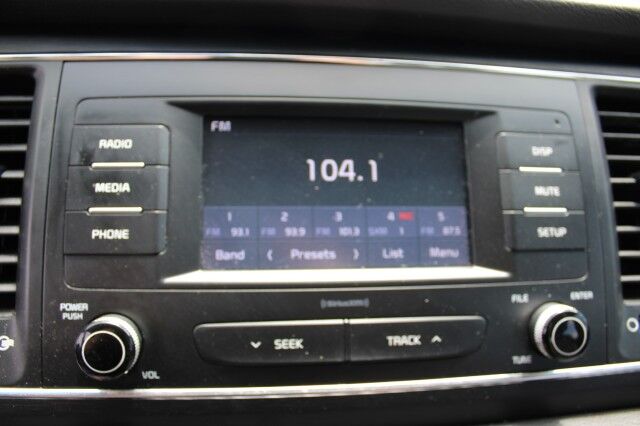 FM
104.1
1 2 3 4 5
FM 93.1 FM 93.9 FM 101.3 SXM 1 FM 87.5
Band ⟨ Presets ⟩ List Menu
RADIO
MEDIA
PHONE
DISP
MUTE
SETUP
((SiriusXM))
POWER
PUSH
VOL
∨ SEEK
TRACK ∧
FILE
ENTER
TUNE